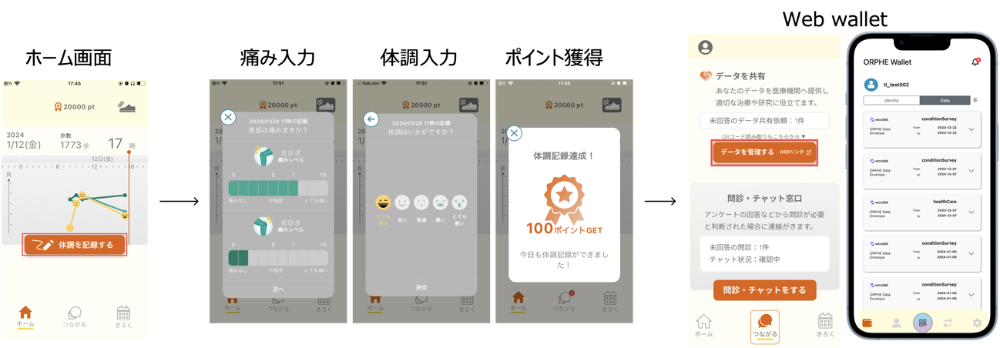 Web wallet
ホーム画面
痛み入力
体調入力
ポイント獲得
圏外 17:45
20000 pt
2024
1/12(金)
歩数
1773 歩
17 時
12日(金)
0 6 12 18
良
体調を記録する
ホーム
つながる
きろく
圏外 17:51
20000 pt
2024/01/28 17時の記録
患部は痛みますか？
左ひざ
痛みレベル
0 5 7 10
痛みなし 中程度 とても痛い
右ひざ
痛みレベル
0 5 10
痛みなし 中程度 とても痛い
次へ
ホーム
つながる
きろく
Rakuten 17:51
20000 pt
2024/01/28 17時の記録
体調はいかがですか？
とても良い
良い
普通
悪い
とても悪い
決定
ホーム
つながる
きろく
圏外 17:49
20000 pt
体調記録達成！
100ポイントGET
今日も体調記録ができまし
た！
ホーム
つながる
きろく
データを共有
あなたのデータを医療機関へ提供し
適切な治療や研究に役立てます。
未回答のデータ共有依頼：1件
QRコード読み取りもこちらから▼
データを管理する WEBリンク
問診・チャット窓口
アンケートの回答などから問診が必要
と判断された場合に連絡がきます。
未回答の問診：1件
チャット状況：確認中
問診・チャットをする
ホーム
つながる
きろく
ORPHE Wallet
tl_test002
Identity Data
woollet conditionSurvey
ORPHE Data from 2023-12-22
Envelope to 2023-12-22
woollet conditionSurvey
ORPHE Data from 2023-12-07
Envelope to 2023-12-07
woollet healthCare
ORPHE Data from 2023-12-07
Envelope to 2023-12-07
woollet conditionSurvey
ORPHE Data from 2024-01-09
Envelope to 2024-01-09
woollet conditionSurvey
ORPHE Data from 2024-01-09
Envelope to 2024-01-09